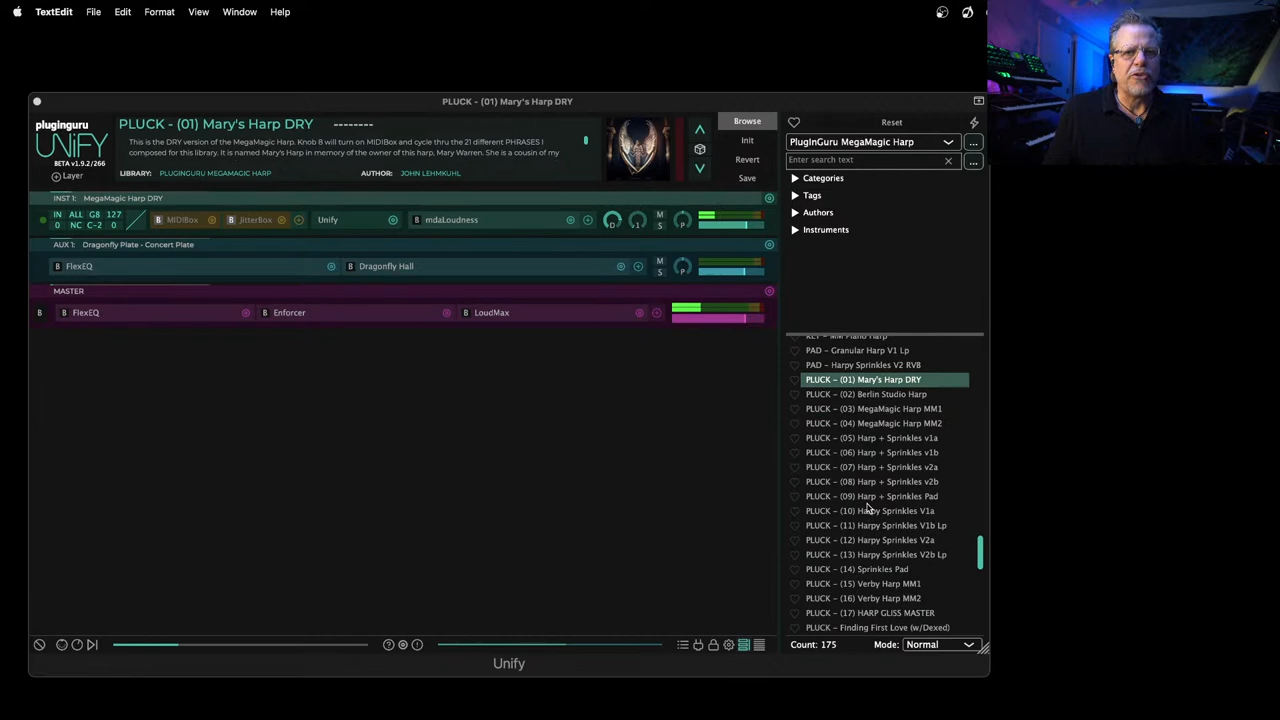 TextEdit File Edit Format View Window Help
PLUCK - (01) Mary's Harp DRY
pluginguru
UNIFY
BETA v1.9.2/266
Layer
PLUCK - (01) Mary's Harp DRY --------
This is the DRY version of the MegaMagic Harp. Knob 8 will turn on MIDIBox and cycle thru the 21 different PHRASES I
composed for this library. It is named Mary's Harp in memory of the owner of this harp, Mary Warren. She is a cousin of my
LIBRARY: PLUGINGURU MEGAMAGIC HARP AUTHOR: JOHN LEHMKUHL
Browse
Init
Revert
Save
Reset
PlugInGuru MegaMagic Harp ...
Enter search text ...
Categories
Tags
Authors
Instruments
INST 1: MegaMagic Harp DRY
IN ALL G8 127
0 NC C-2 0
B MIDIBox B JitterBox Unify B mdaLoudness D 1 M P
S
AUX 1: Dragonfly Plate - Concert Plate
B FlexEQ B Dragonfly Hall M P
S
MASTER
B B FlexEQ B Enforcer B LoudMax
KEY - MM Piano Harp
PAD - Granular Harp V1 Lp
PAD - Harpy Sprinkles V2 RVB
PLUCK - (01) Mary's Harp DRY
PLUCK - (02) Berlin Studio Harp
PLUCK - (03) MegaMagic Harp MM1
PLUCK - (04) MegaMagic Harp MM2
PLUCK - (05) Harp + Sprinkles v1a
PLUCK - (06) Harp + Sprinkles v1b
PLUCK - (07) Harp + Sprinkles v2a
PLUCK - (08) Harp + Sprinkles v2b
PLUCK - (09) Harp + Sprinkles Pad
PLUCK - (10) Harpy Sprinkles V1a
PLUCK - (11) Harpy Sprinkles V1b Lp
PLUCK - (12) Harpy Sprinkles V2a
PLUCK - (13) Harpy Sprinkles V2b Lp
PLUCK - (14) Sprinkles Pad
PLUCK - (15) Verby Harp MM1
PLUCK - (16) Verby Harp MM2
PLUCK - (17) HARP GLISS MASTER
PLUCK - Finding First Love (w/Dexed)
Count: 175 Mode: Normal
Unify